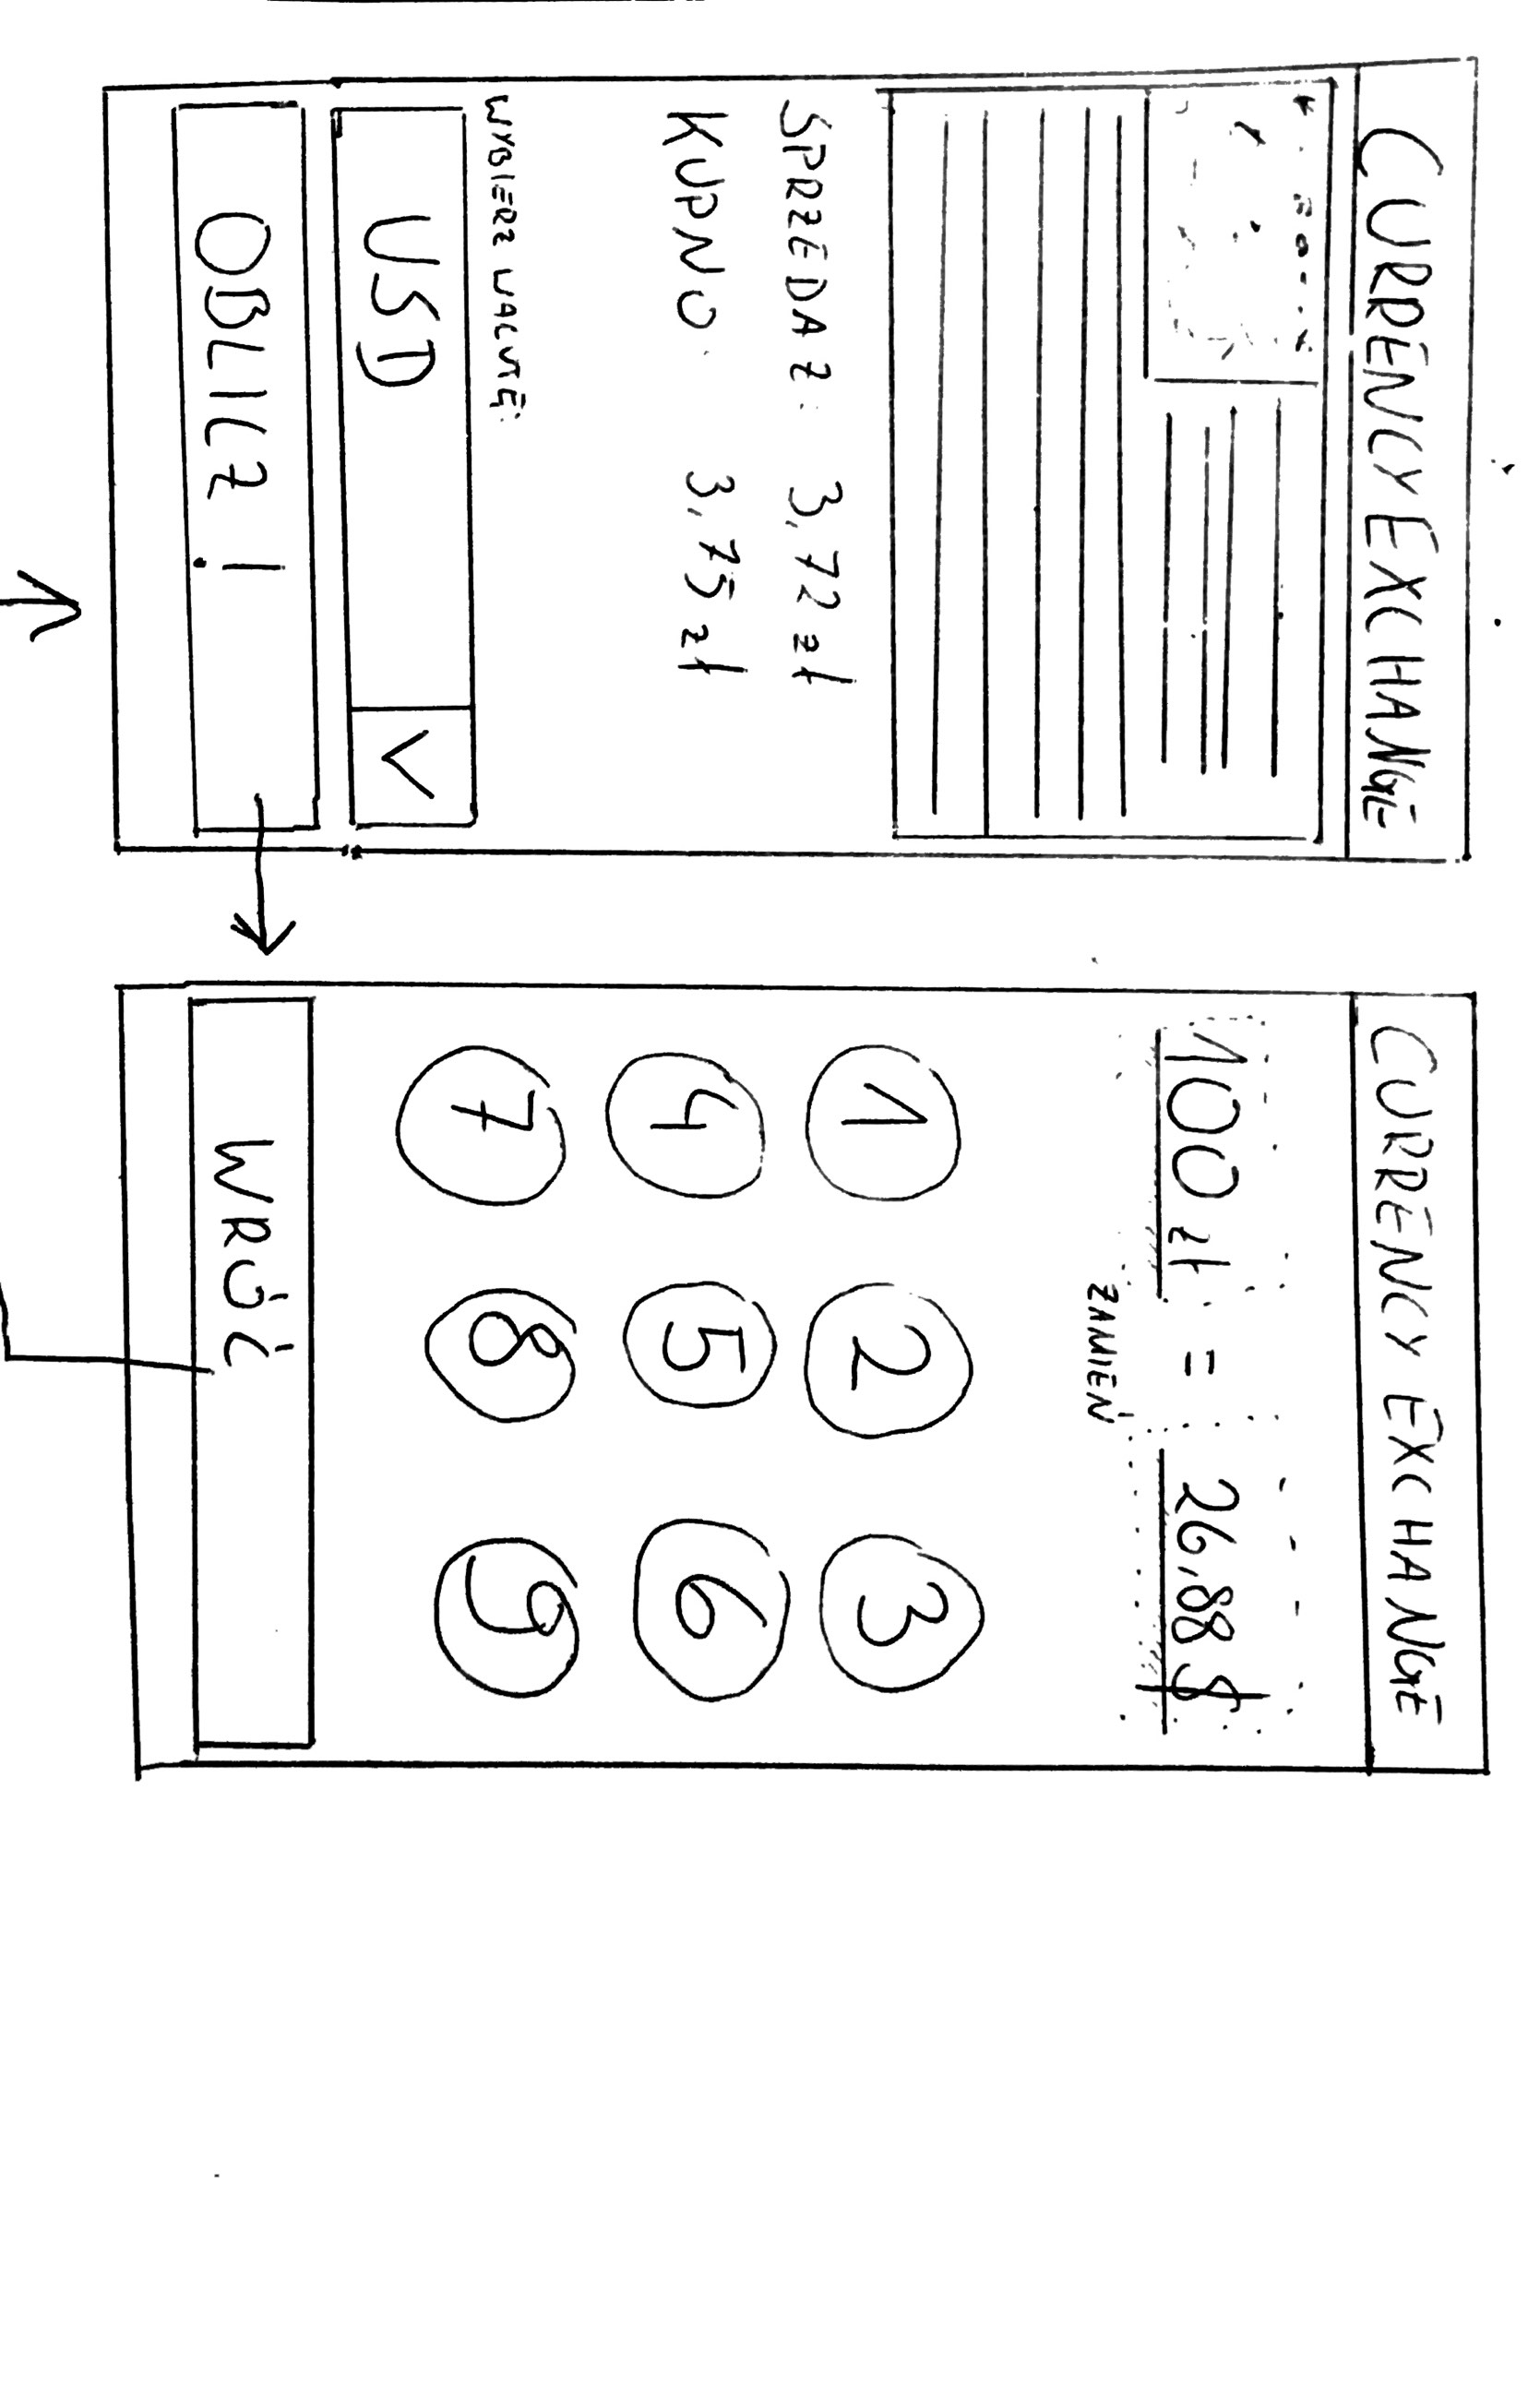 CURRENCY EXCHANGE
SPRZEDAZ: 3,72 zł
KUPNO: 3,75 zł
WYBIERZ WALUTĘ:
USD
OBLICZ!
CURRENCY EXCHANGE
100 zł = 26,88 $
ZAMIEŃ
1 2 3
4 5 6
7 8 9
WRÓĆ